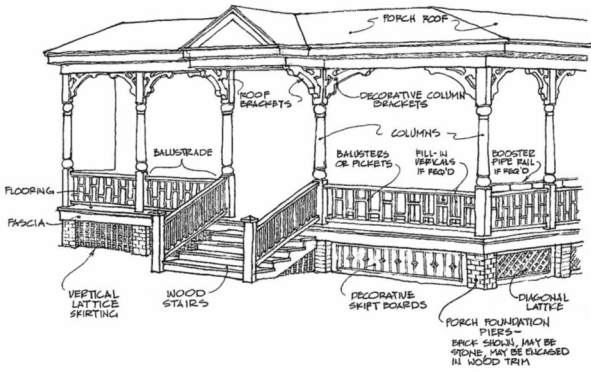 PORCH ROOF
ROOF
BRACKETS
DECORATIVE COLUMN
BRACKETS
COLUMNS
BALUSTRADE
BALUSTERS
OR PICKETS
FILL-IN
VERICALS
IF REQ'D
BOOSTER
PIPE RAIL
IF REQ'D
FLOORING
FASCIA
VERTICAL
LATTICE
SKIRTING
WOOD
STAIRS
DECORATIVE
SKIRT BOARDS
DIAGONAL
LATTICE
PORCH FOUNDATION
PIERS-
BRICK SHOWN, MAY BE
STONE, MAY BE ENCASED
IN WOOD TRIM